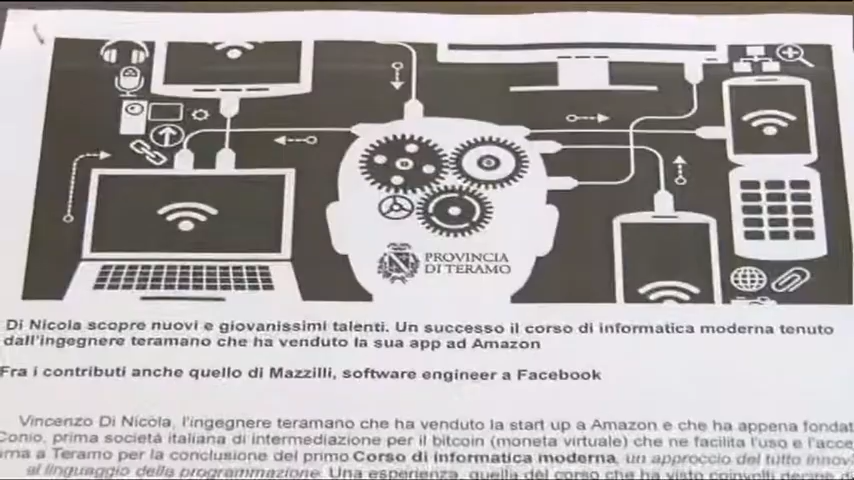 PROVINCIA
DI TERAMO
Di Nicola scopre nuovi e giovanissimi talenti. Un successo il corso di informatica moderna tenuto
dall'ingegnere teramano che ha venduto la sua app ad Amazon
Fra i contributi anche quello di Mazzilli, software engineer a Facebook
Vincenzo Di Nicola, l'ingegnere teramano che ha venduto la start up a Amazon e che ha appena fondat
Conio, prima società italiana di intermediazione per il bitcoin (moneta virtuale) che ne facilita l'uso e l'acce
rna a Teramo per la conclusione del primo Corso di informatica moderna, un approccio del tutto innov
al linguaggio della programmazione. Una esperienza, quella del corso che ha visto coinvolti decine di